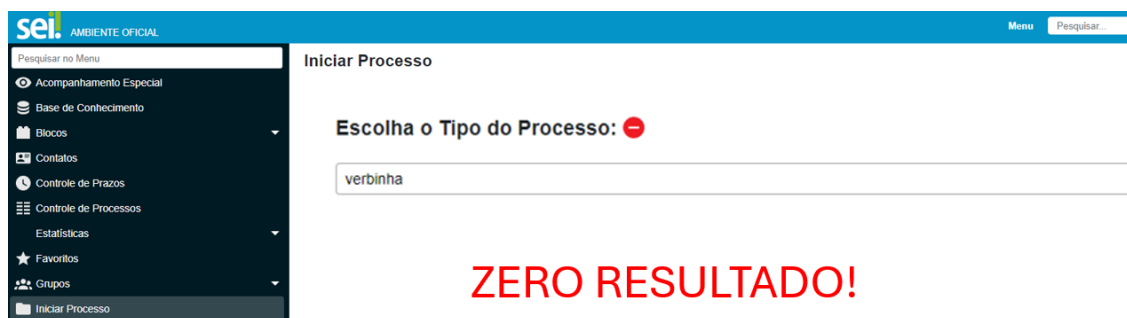 sei! AMBIENTE OFICIAL
Menu
Pesquisar...
Pesquisar no Menu
Acompanhamento Especial
Base de Conhecimento
Blocos
Contatos
Controle de Prazos
Controle de Processos
Estatísticas
Favoritos
Grupos
Iniciar Processo
Iniciar Processo
Escolha o Tipo do Processo:
verbinha
ZERO RESULTADO!